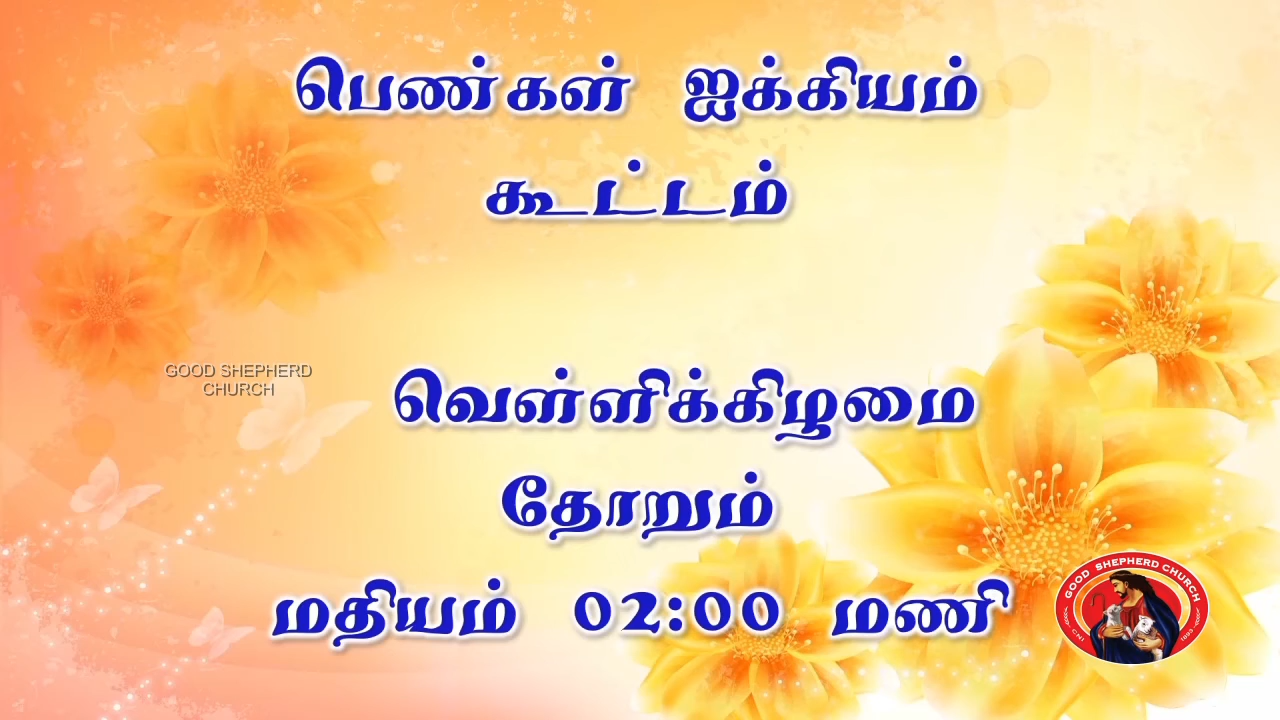 பெண்கள் ஐக்கியம்
கூட்டம்
GOOD SHEPHERD
CHURCH
வெள்ளிக்கிழமை
தோறும்
மதியம் 02:00 மணி
GOOD SHEPHERD CHURCH